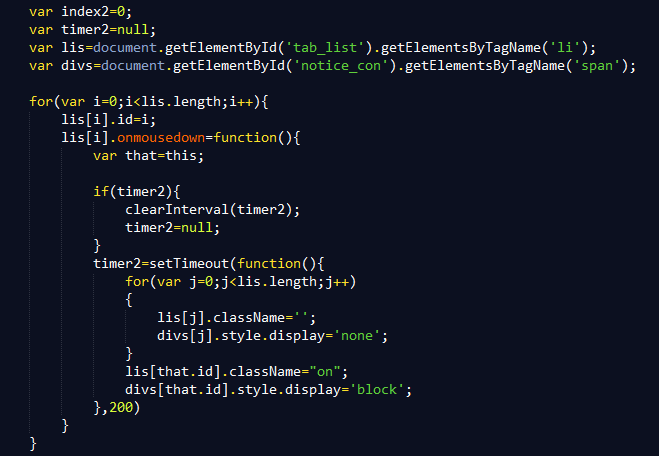 var index2=0;
var timer2=null;
var lis=document.getElementById('tab_list').getElementsByTagName('li');
var divs=document.getElementById('notice_con').getElementsByTagName('span');

for(var i=0;i<lis.length;i++){
    lis[i].id=i;
    lis[i].onmousedown=function(){
        var that=this;

        if(timer2){
            clearInterval(timer2);
            timer2=null;
        }
        timer2=setTimeout(function(){
            for(var j=0;j<lis.length;j++)
            {
                lis[j].className='';
                divs[j].style.display='none';
            }
            lis[that.id].className="on";
            divs[that.id].style.display='block';
        },200)
    }
}